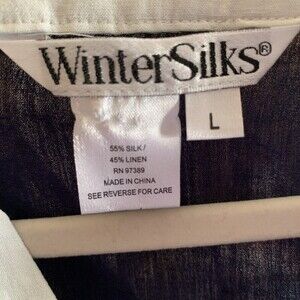 WinterSilks®
L
55% SILK/
45% LINEN
RN 97389
MADE IN CHINA
SEE REVERSE FOR CARE